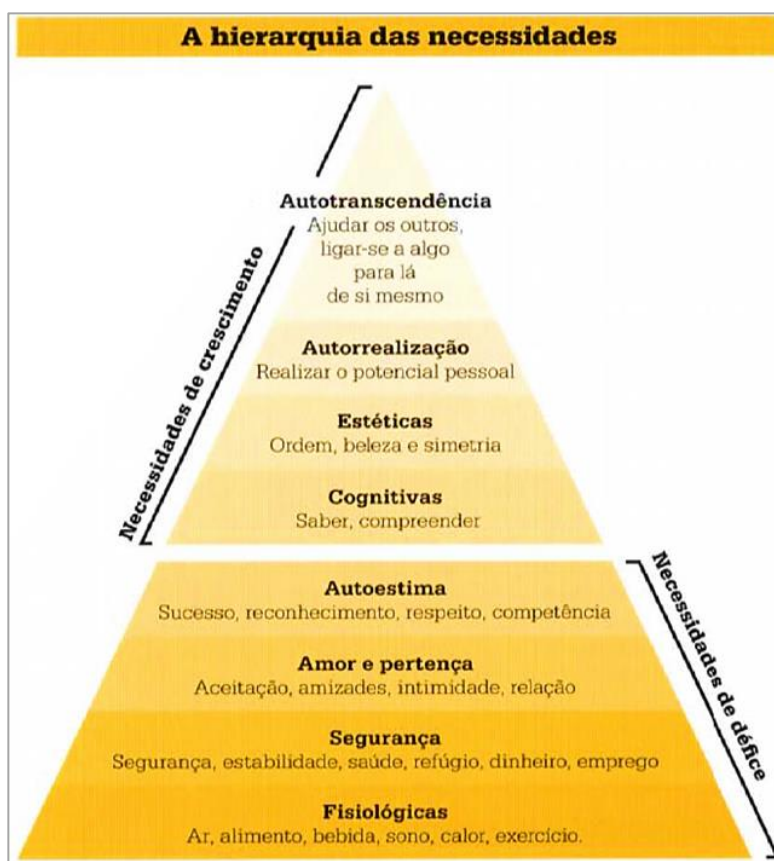 A hierarquia das necessidades
Autotranscendência
Ajudar os outros,
ligar-se a algo
para lá
de si mesmo
Necessidades de crescimento
Autorrealização
Realizar o potencial pessoal
Estéticas
Ordem, beleza e simetria
Cognitivas
Saber, compreender
Autoestima
Sucesso, reconhecimento, respeito, competência
Necessidades de défice
Amor e pertença
Aceitação, amizades, intimidade, relação
Segurança
Segurança, estabilidade, saúde, refúgio, dinheiro, emprego
Fisiológicas
Ar, alimento, bebida, sono, calor, exercício.